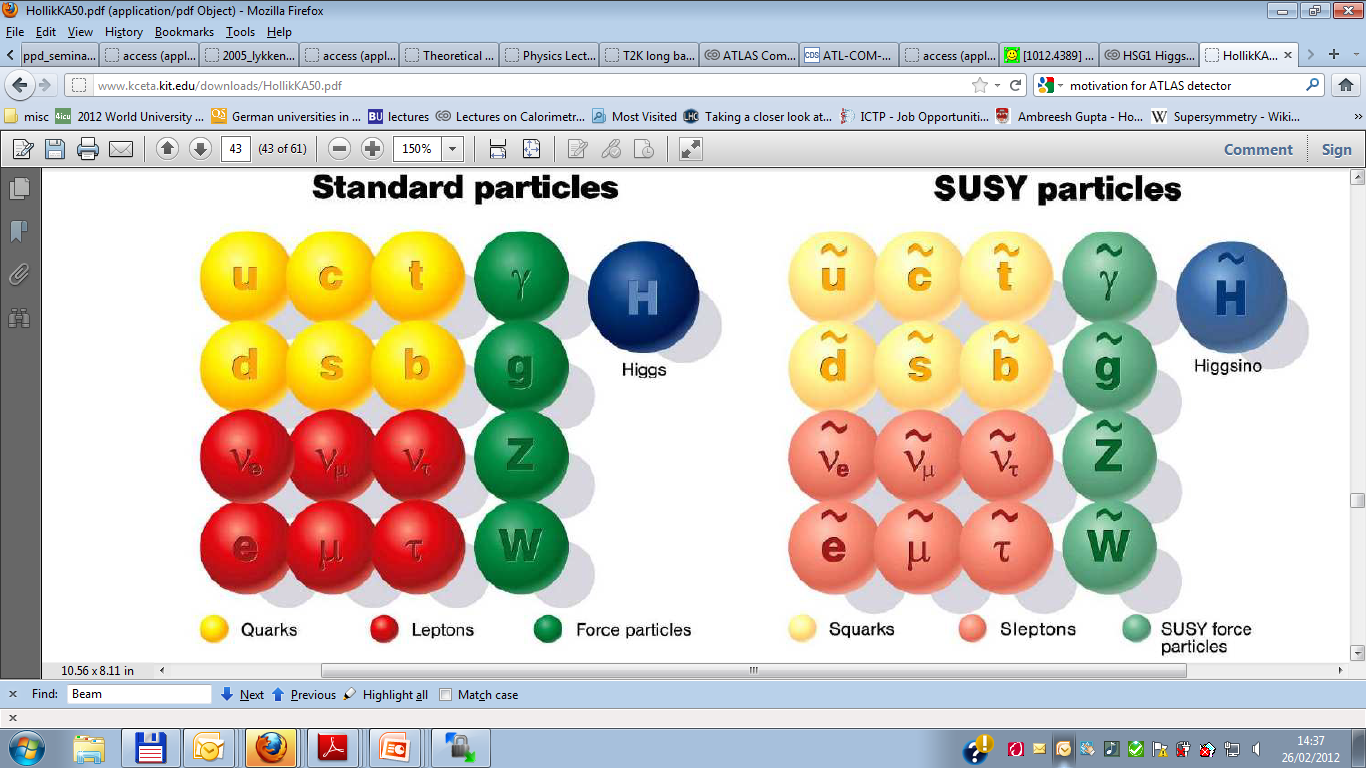 HollikKA50.pdf (application/pdf Object) - Mozilla Firefox
File Edit View History Bookmarks Tools Help
ppd_semina... access (appl... 2005_lykken... access (appl... Theoretical ... Physics Lect... T2K long ba... ATLAS Com... CDS ATL-COM-... access (appl... [1012.4389] ... HSG1 Higgs... HollikKA...
www.kceta.kit.edu/downloads/HollikKA50.pdf motivation for ATLAS detector
misc 4icu 2012 World University ... German universities in ... BU lectures Lectures on Calorimetr... Most Visited LHC Taking a closer look at... ICTP - Job Opportuniti... Ambreesh Gupta - Ho... W Supersymmetry - Wiki... »
43 (43 of 61) 150% Comment Sign
Standard particles SUSY particles
u c t γ H ũ c̃ t̃ γ̃ H̃
d s b g d̃ s̃ b̃ g̃
Higgs Higgsino
νe νμ ντ Z ν̃e ν̃μ ν̃τ Z̃
e μ τ W ẽ μ̃ τ̃ W̃
Quarks Leptons Force particles Squarks Sleptons SUSY force
particles
10.56 x 8.11 in
× Find: Beam Next Previous Highlight all Match case
×
14:37
26/02/2012